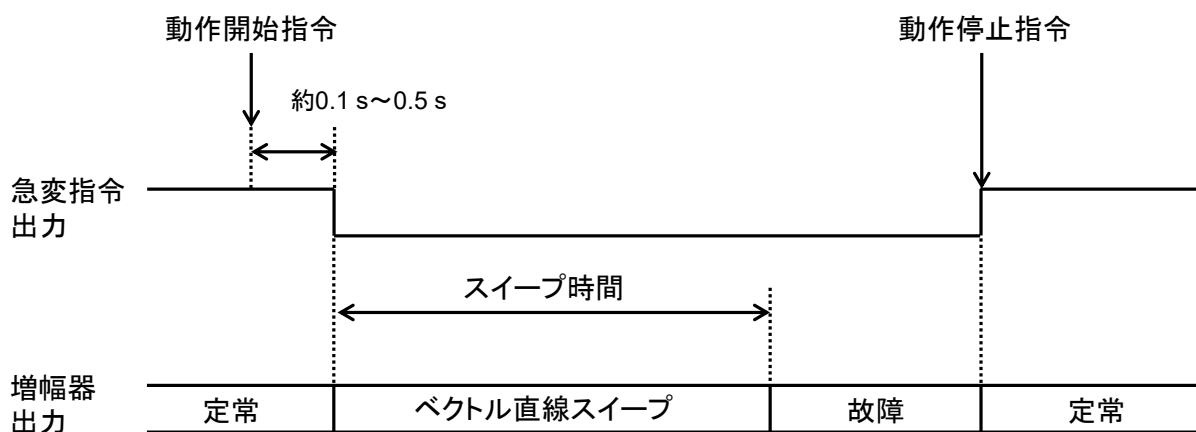 動作開始指令
動作停止指令
約0.1 s～0.5 s
急変指令
出力
スイープ時間
増幅器
出力
定常
ベクトル直線スイープ
故障
定常